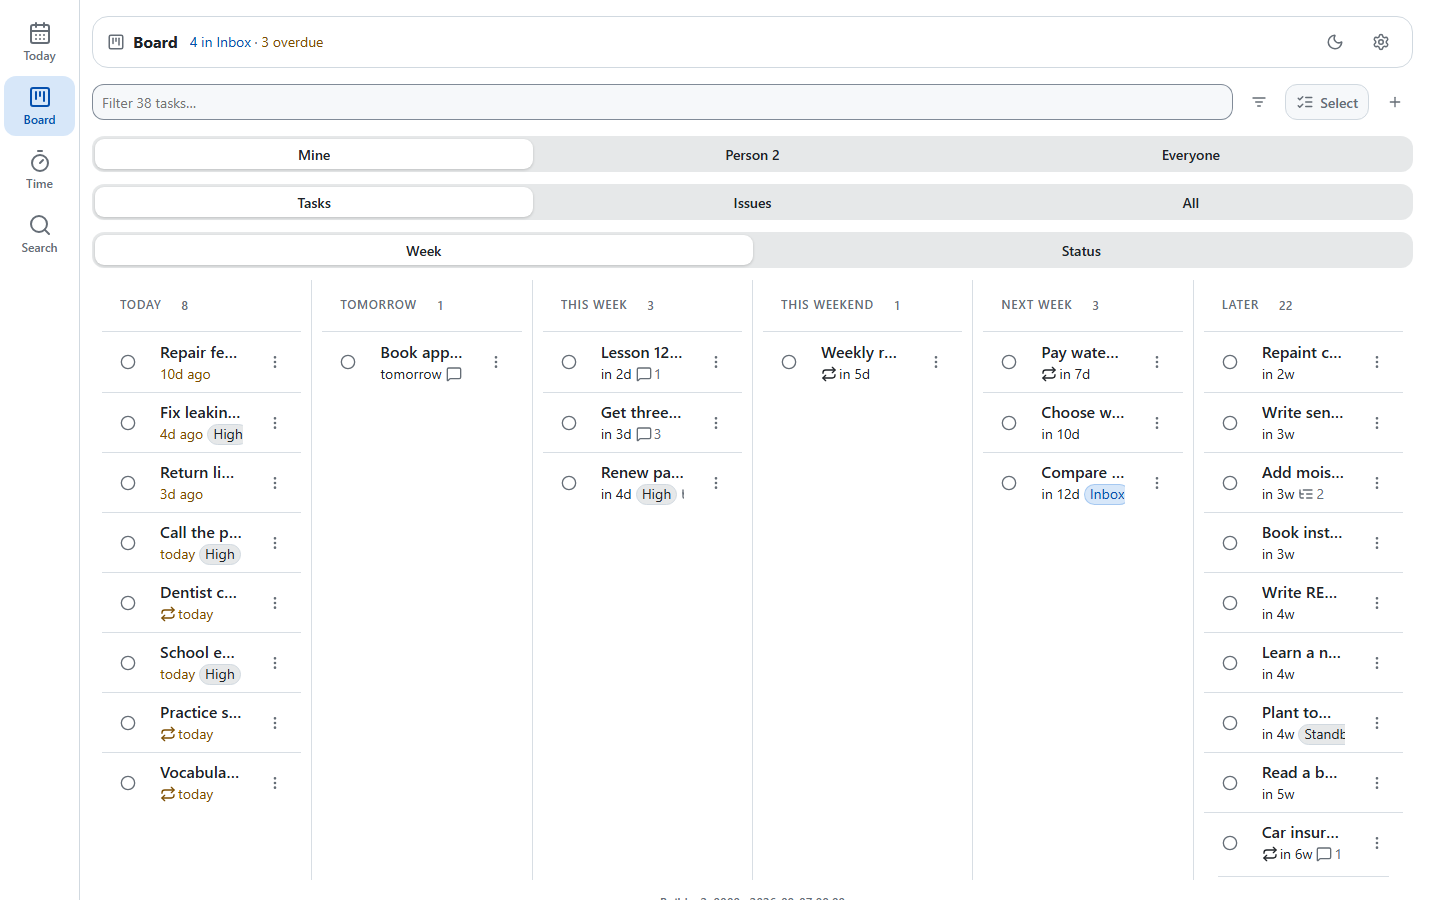 Today
Board
Time
Search
Board 4 in Inbox · 3 overdue
Filter 38 tasks...
Select
Mine Person 2 Everyone
Tasks Issues All
Week Status
TODAY 8
Repair fe...
10d ago
Fix leakin...
4d ago High
Return li...
3d ago
Call the p...
today High
Dentist c...
today
School e...
today High
Practice s...
today
Vocabula...
today
TOMORROW 1
Book app...
tomorrow
THIS WEEK 3
Lesson 12...
in 2d 1
Get three...
in 3d 3
Renew pa...
in 4d High
THIS WEEKEND 1
Weekly r...
in 5d
NEXT WEEK 3
Pay wate...
in 7d
Choose w...
in 10d
Compare ...
in 12d Inbox
LATER 22
Repaint c...
in 2w
Write sen...
in 3w
Add mois...
in 3w 2
Book inst...
in 3w
Write RE...
in 4w
Learn a n...
in 4w
Plant to...
in 4w Standb
Read a b...
in 5w
Car insur...
in 6w 1